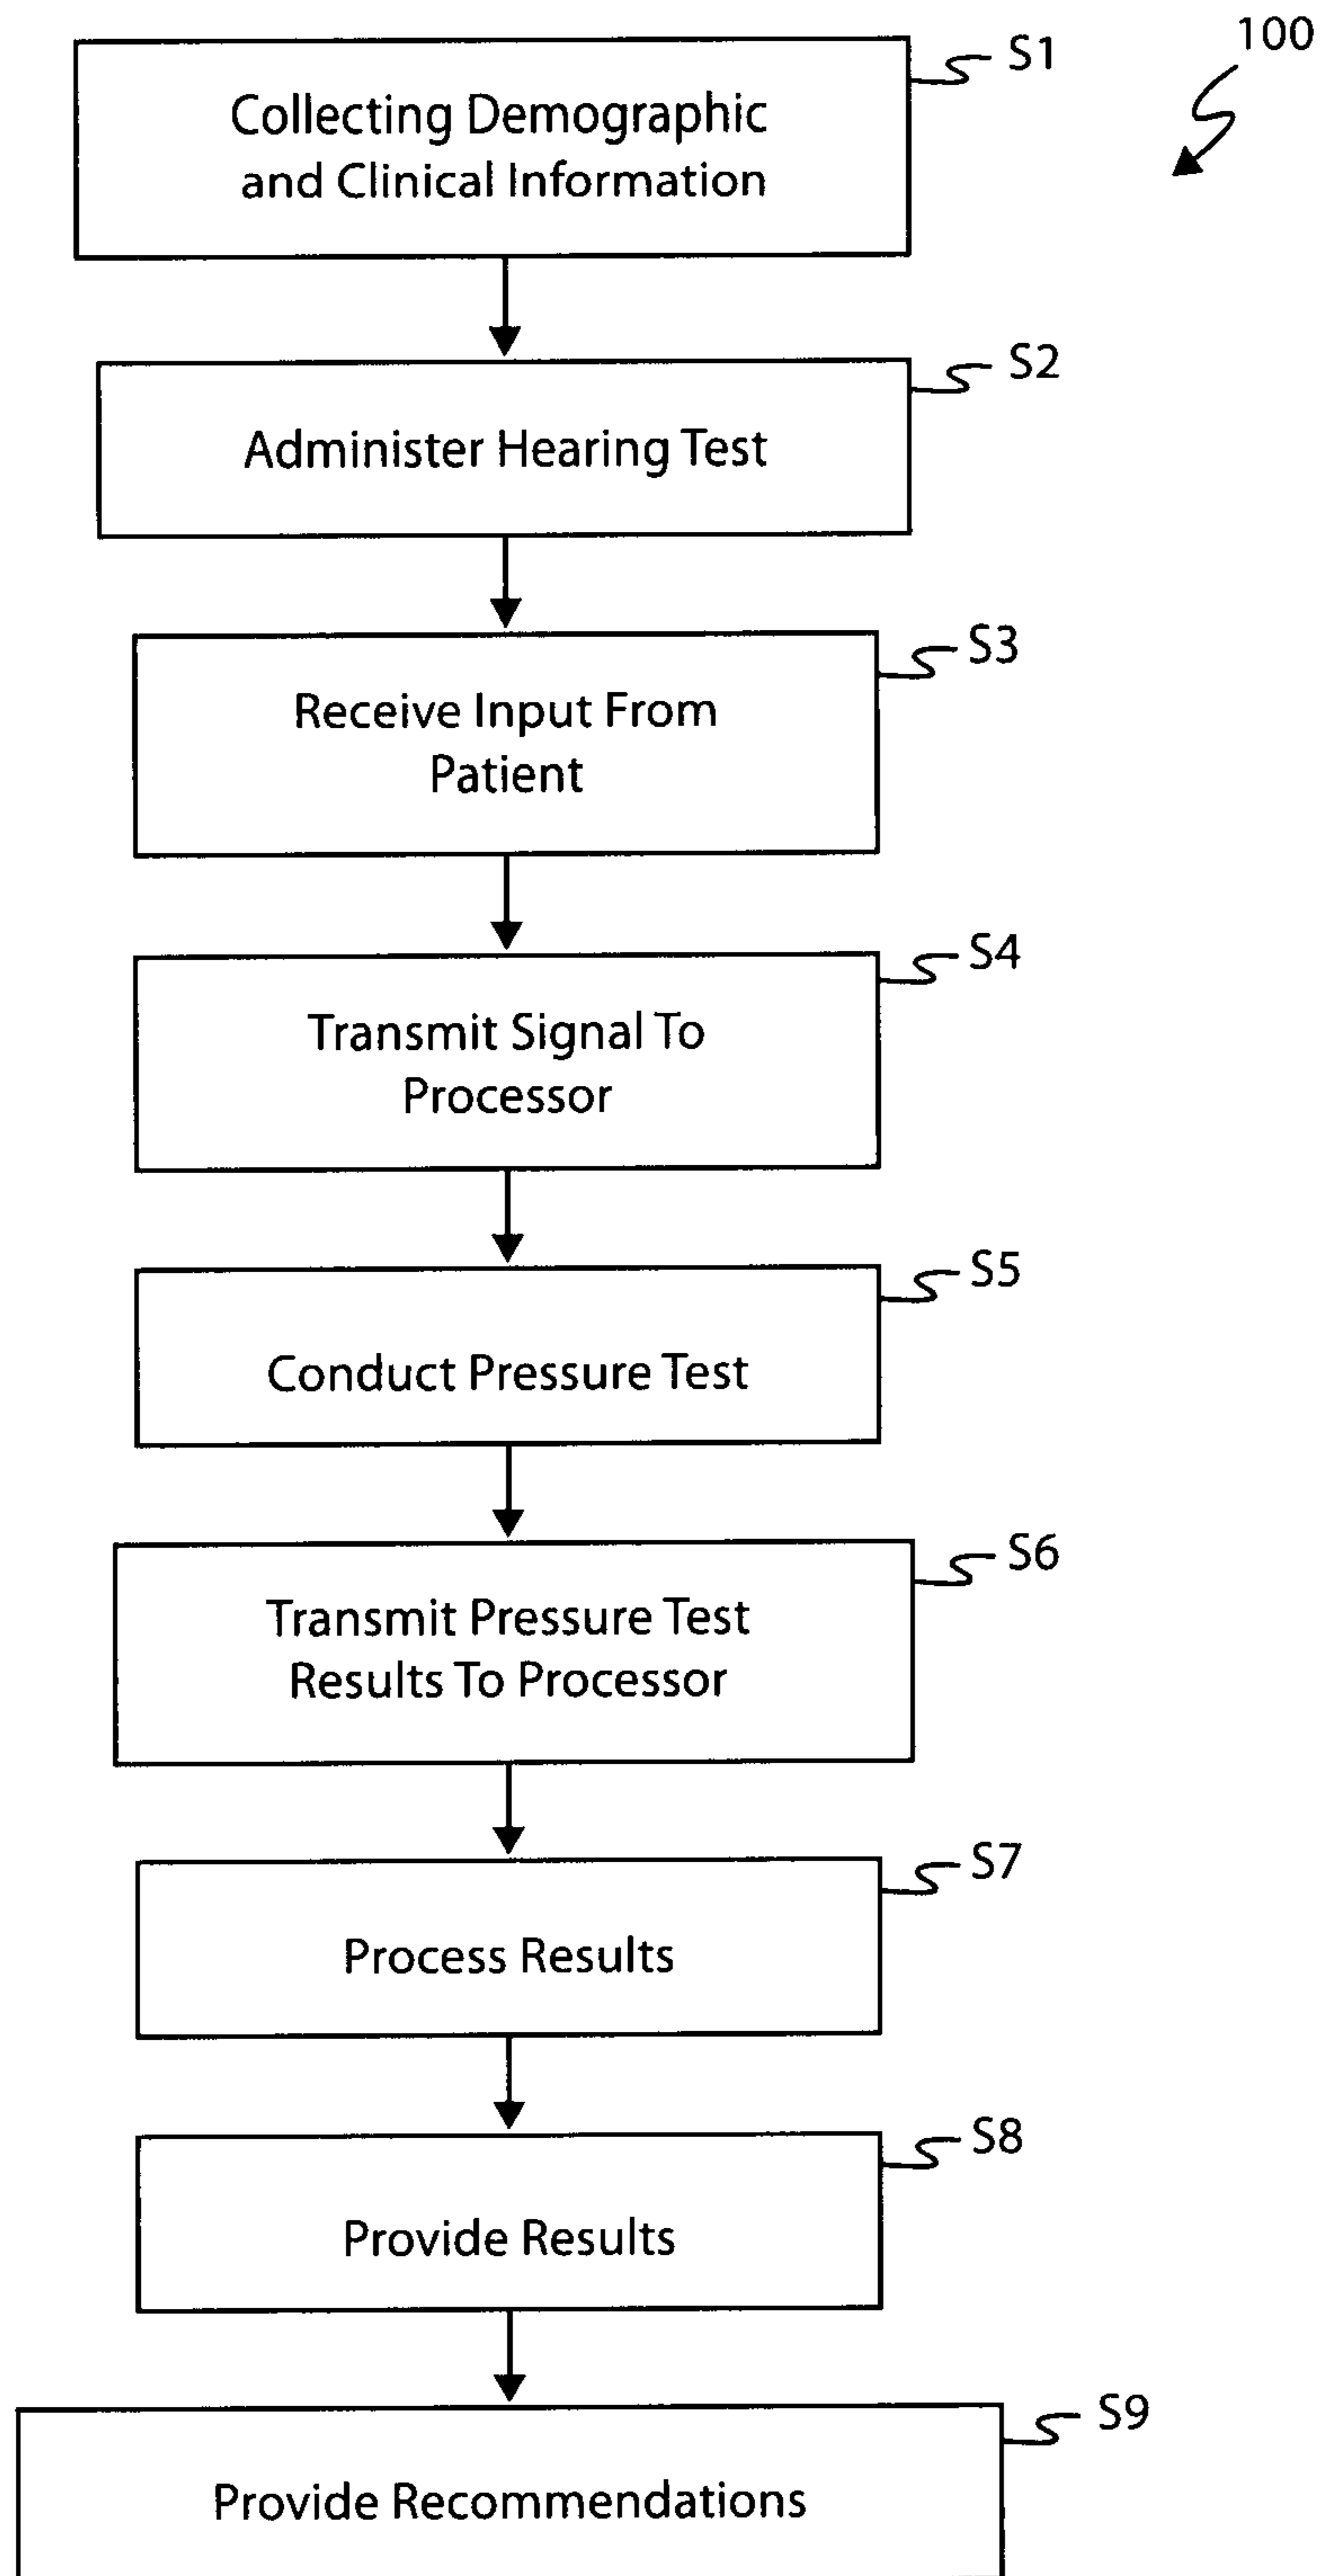 100
S1
Collecting Demographic
and Clinical Information
S2
Administer Hearing Test
S3
Receive Input From
Patient
S4
Transmit Signal To
Processor
S5
Conduct Pressure Test
S6
Transmit Pressure Test
Results To Processor
S7
Process Results
S8
Provide Results
S9
Provide Recommendations